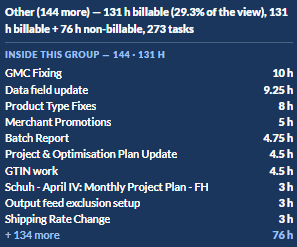 Other (144 more) — 131 h billable (29.3% of the view), 131
h billable + 76 h non-billable, 273 tasks
INSIDE THIS GROUP — 144 · 131 H
GMC Fixing 10 h
Data field update 9.25 h
Product Type Fixes 8 h
Merchant Promotions 5 h
Batch Report 4.75 h
Project & Optimisation Plan Update 4.5 h
GTIN work 4.5 h
Schuh - April IV: Monthly Project Plan - FH 3 h
Output feed exclusion setup 3 h
Shipping Rate Change 3 h
+ 134 more 76 h